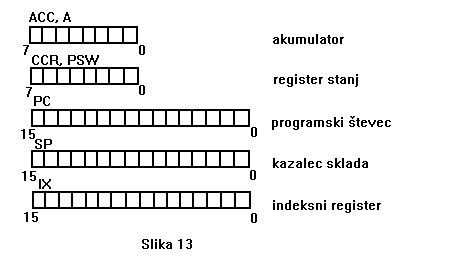 ACC, A
7 0 akumulator
CCR, PSW
7 0 register stanj
PC
15 0 programski števec
SP
15 0 kazalec sklada
IX
15 0 indeksni register
Slika 13